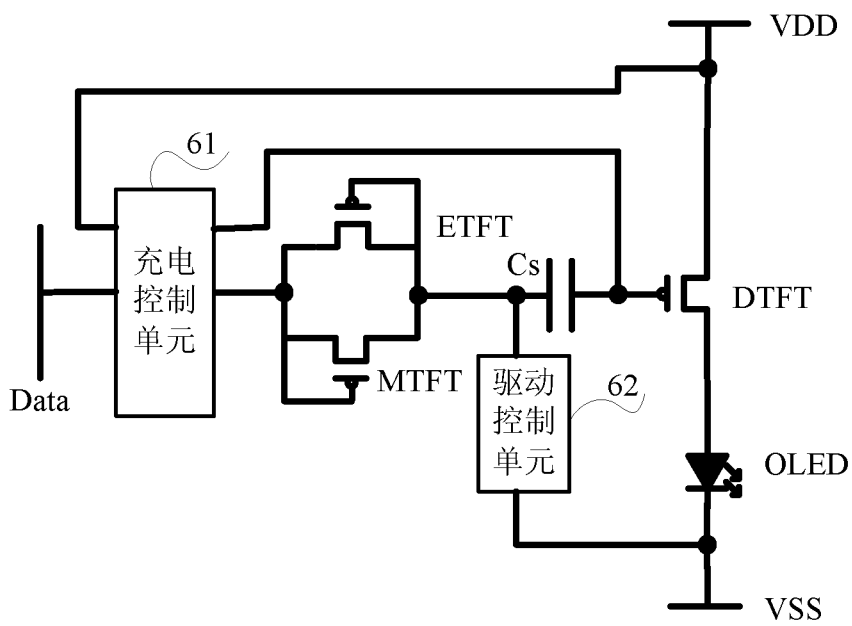 VDD
61
ETFT
充电
控制
单元
Cs
DTFT
MTFT
Data
驱动
控制
单元
62
OLED
VSS